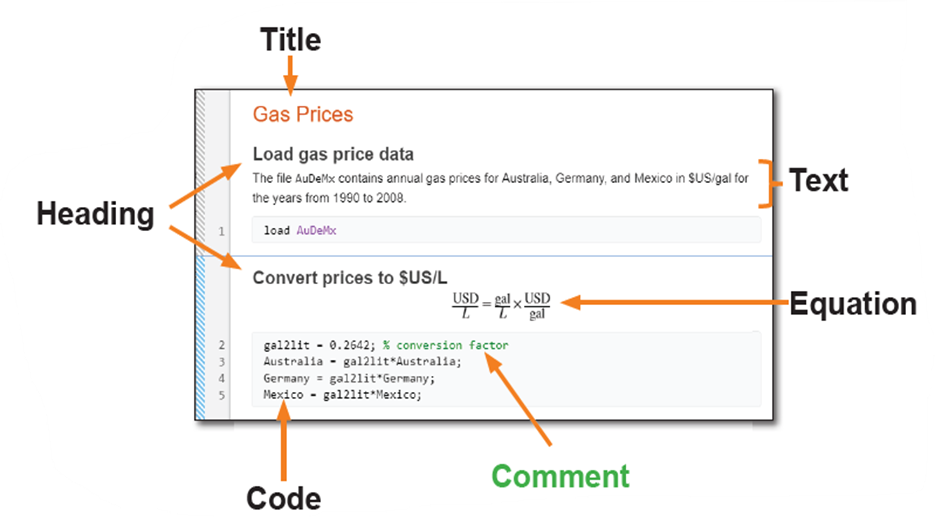 Title
Gas Prices
Load gas price data
The file AuDeMx contains annual gas prices for Australia, Germany, and Mexico in $US/gal for
the years from 1990 to 2008.
Text
Heading
1 load AuDeMx
Convert prices to $US/L
USD/L = gal/L × USD/gal
Equation
2 gal2lit = 0.2642; % conversion factor
3 Australia = gal2lit*Australia;
4 Germany = gal2lit*Germany;
5 Mexico = gal2lit*Mexico;
Comment
Code